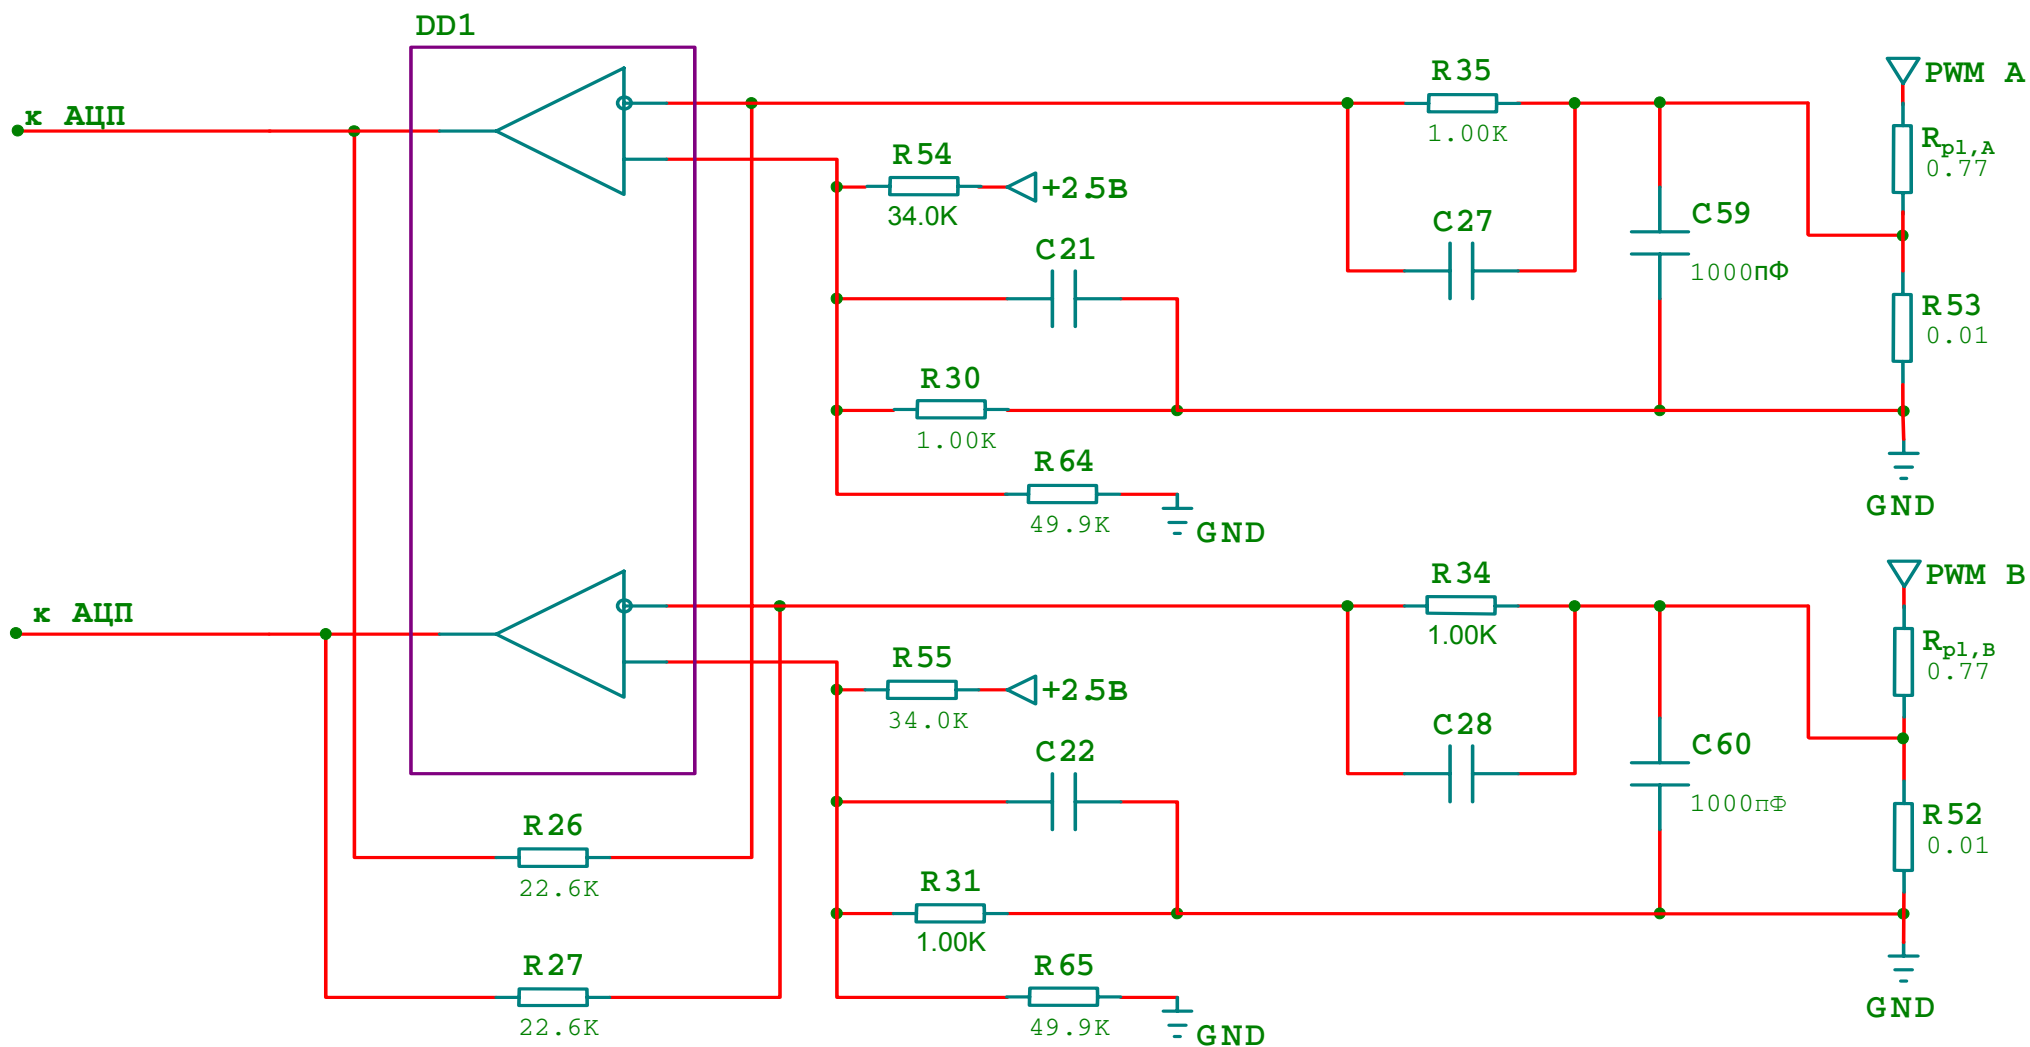 DD1
к АЦП
R35
1.00K
PWM A
Rpl,A
0.77
R54
34.0K
+2.5В
C27
C59
1000пФ
C21
R53
0.01
R30
1.00K
R64
49.9K
GND
GND
к АЦП
R34
1.00K
PWM B
Rpl,B
0.77
R55
34.0K
+2.5В
C28
C60
1000пФ
C22
R52
0.01
R26
22.6K
R31
1.00K
R27
22.6K
R65
49.9K
GND
GND